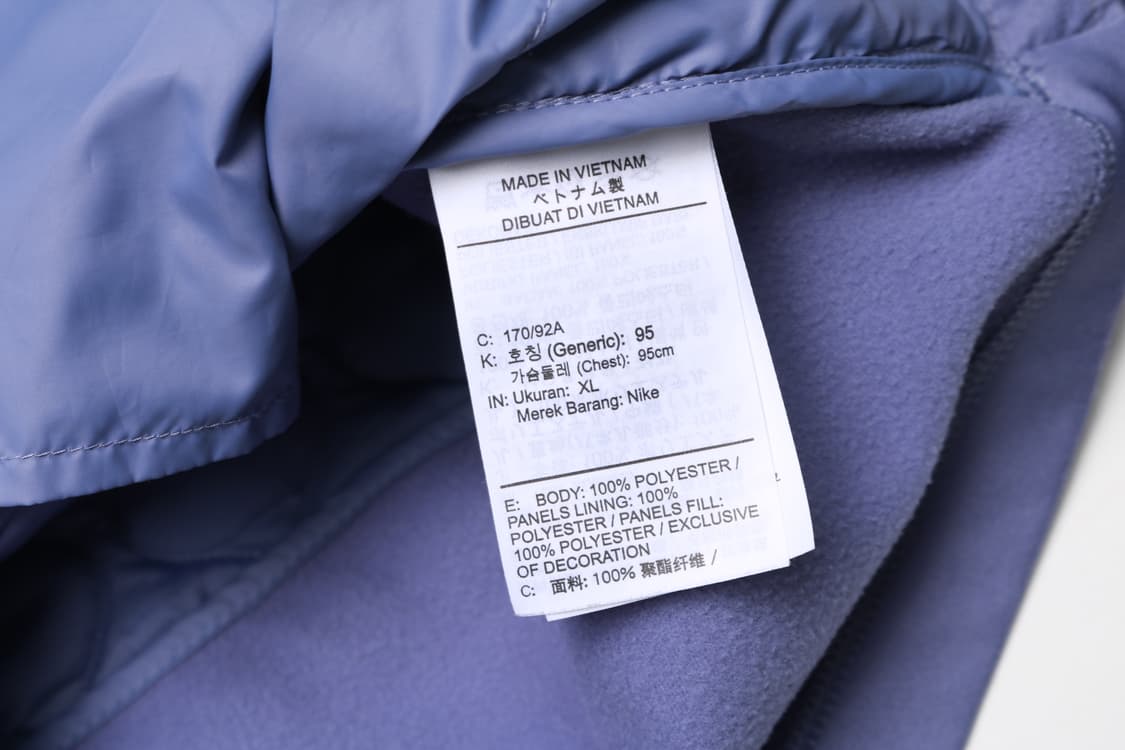 MADE IN VIETNAM
ベトナム製
DIBUAT DI VIETNAM
C: 170/92A
K: 호칭 (Generic): 95
가슴둘레 (Chest): 95cm
IN: Ukuran: XL
Merek Barang: Nike
E: BODY: 100% POLYESTER /
PANELS LINING: 100%
POLYESTER / PANELS FILL:
100% POLYESTER / EXCLUSIVE
OF DECORATION
C: 面料: 100% 聚酯纤维 /